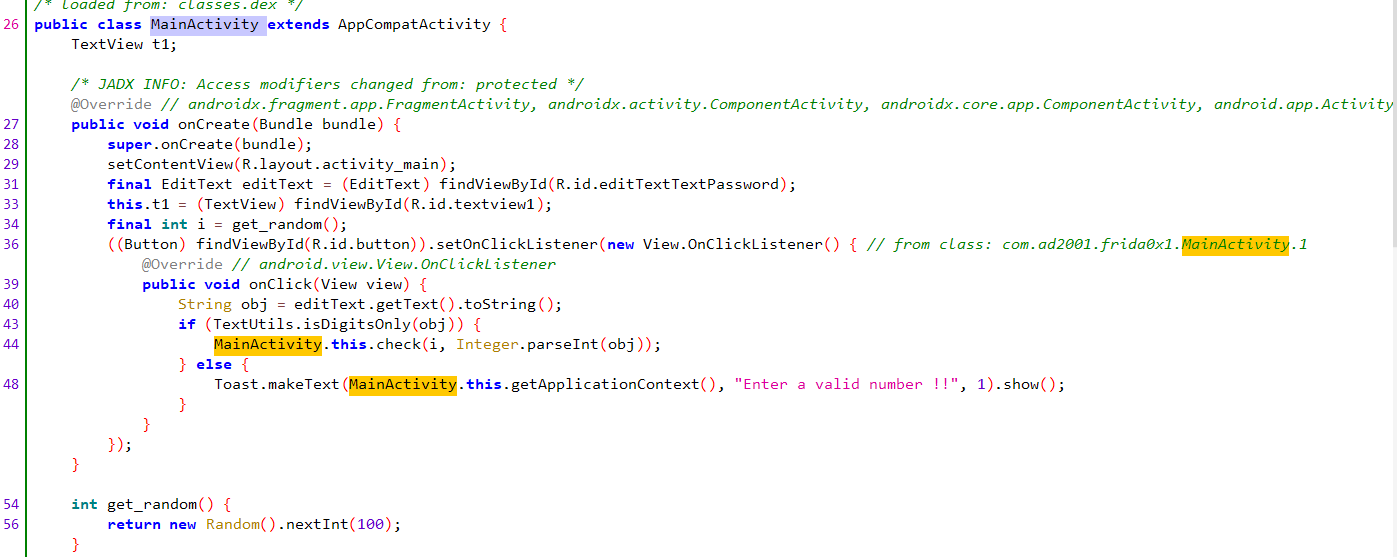 /* loaded from: classes.dex */
26 public class MainActivity extends AppCompatActivity {
TextView t1;
/* JADX INFO: Access modifiers changed from: protected */
@Override // androidx.fragment.app.FragmentActivity, androidx.activity.ComponentActivity, androidx.core.app.ComponentActivity, android.app.Activity
27 public void onCreate(Bundle bundle) {
28 super.onCreate(bundle);
29 setContentView(R.layout.activity_main);
31 final EditText editText = (EditText) findViewById(R.id.editTextTextPassword);
33 this.t1 = (TextView) findViewById(R.id.textview1);
34 final int i = get_random();
36 ((Button) findViewById(R.id.button)).setOnClickListener(new View.OnClickListener() { // from class: com.ad2001.frida0x1.MainActivity.1
@Override // android.view.View.OnClickListener
39 public void onClick(View view) {
40 String obj = editText.getText().toString();
43 if (TextUtils.isDigitsOnly(obj)) {
44 MainActivity.this.check(i, Integer.parseInt(obj));
} else {
48 Toast.makeText(MainActivity.this.getApplicationContext(), "Enter a valid number !!", 1).show();
}
}
});
}
54 int get_random() {
56 return new Random().nextInt(100);
}